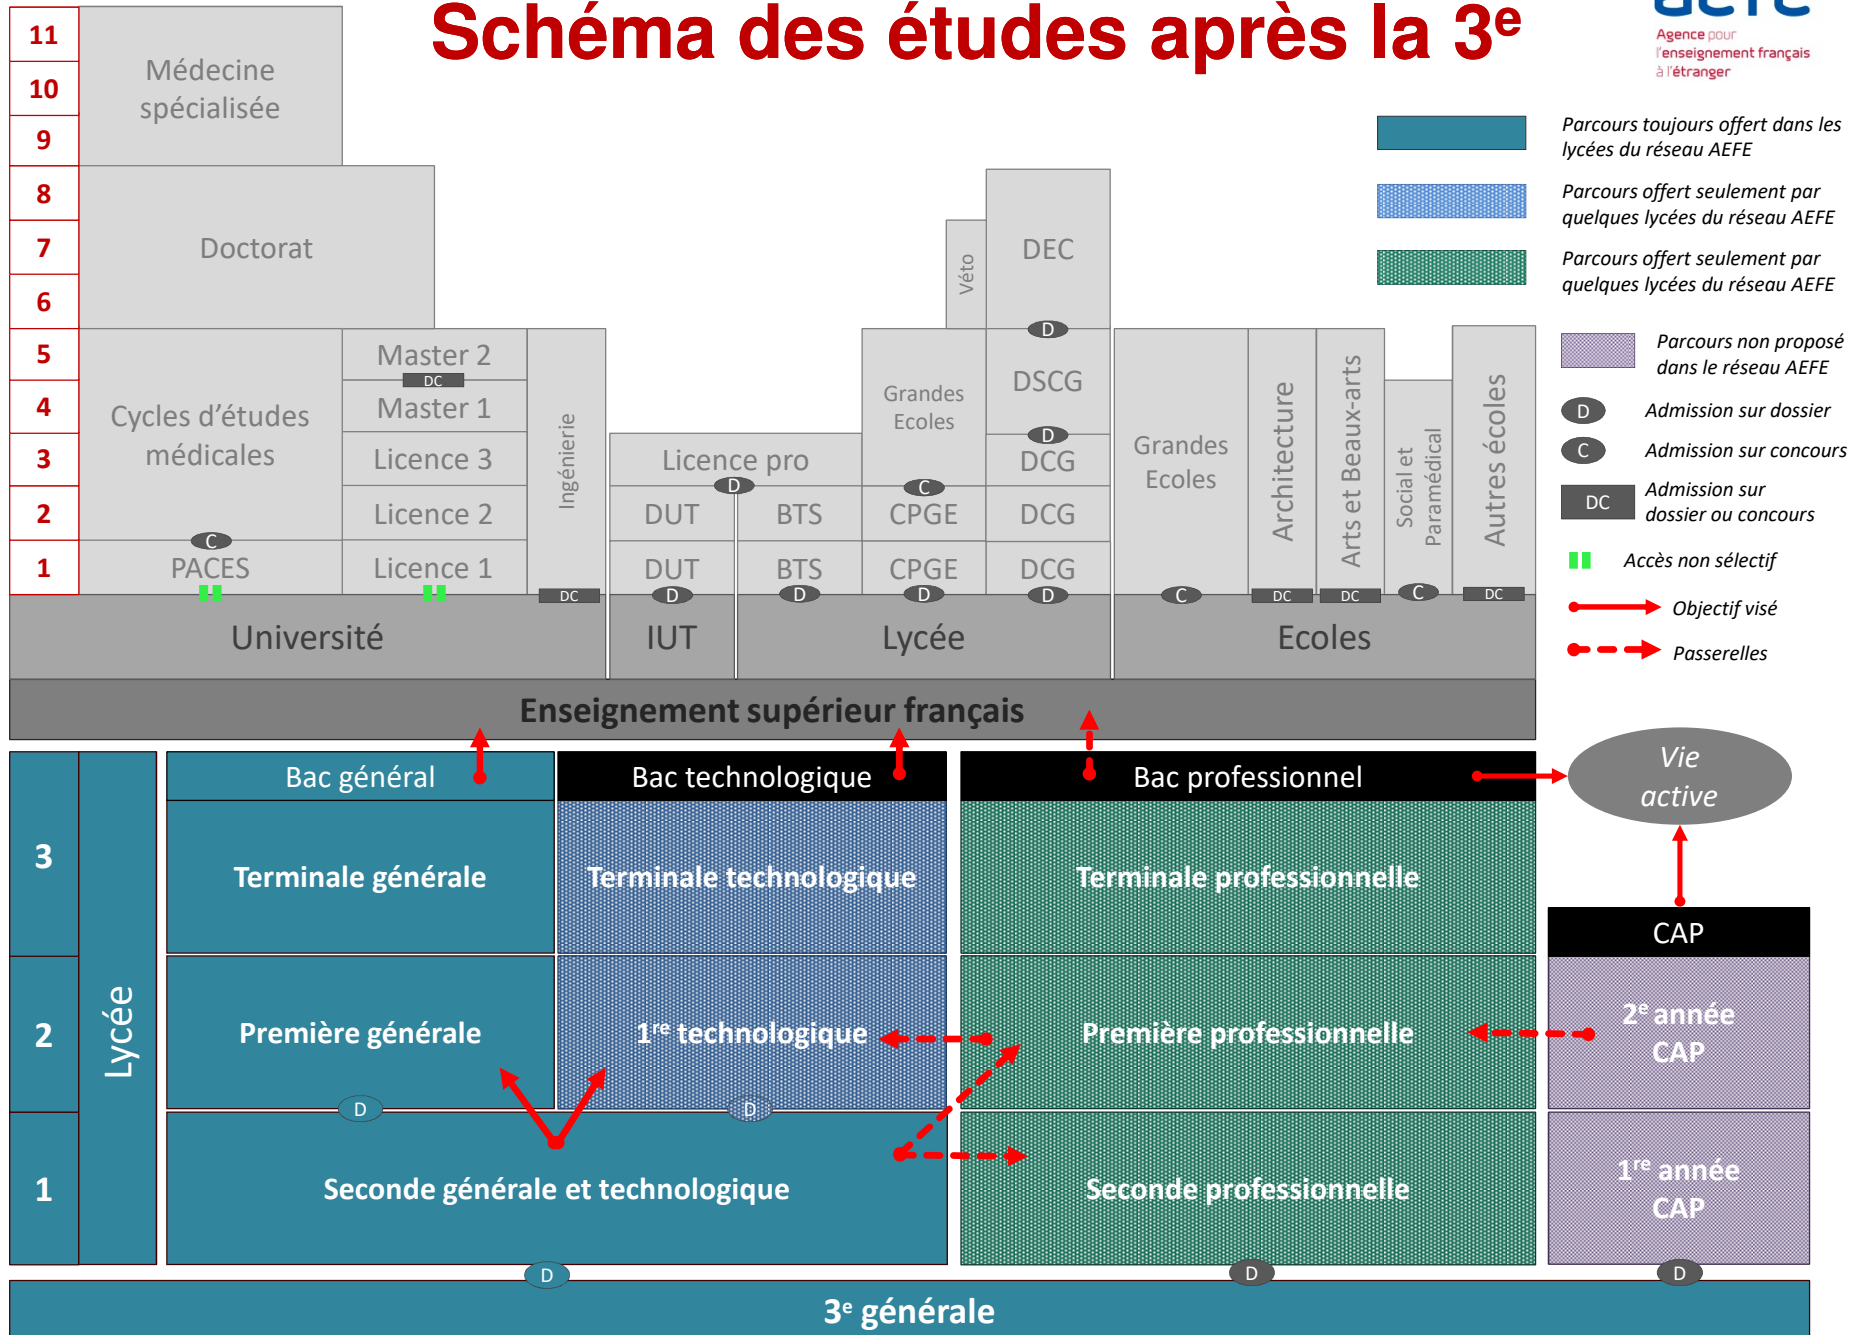 Schéma des études après la 3e
aefe
Agence pour
l'enseignement français
à l'étranger
Parcours toujours offert dans les
lycées du réseau AEFE
Parcours offert seulement par
quelques lycées du réseau AEFE
Parcours offert seulement par
quelques lycées du réseau AEFE
Parcours non proposé
dans le réseau AEFE
D
Admission sur dossier
C
Admission sur concours
DC
Admission sur
dossier ou concours
Accès non sélectif
Objectif visé
Passerelles
11
10
9
8
7
6
5
4
3
2
1
Médecine
spécialisée
Doctorat
Cycles d'études
médicales
C
PACES
Master 2
DC
Master 1
Licence 3
Licence 2
Licence 1
Ingénierie
DC
Licence pro
D
DUT
BTS
DUT
BTS
D
D
Grandes
Ecoles
C
CPGE
CPGE
D
Véto
DEC
D
DSCG
D
DCG
DCG
DCG
D
Grandes
Ecoles
C
Architecture
DC
Arts et Beaux-arts
DC
Social et
Paramédical
C
Autres écoles
DC
Université
IUT
Lycée
Ecoles
Enseignement supérieur français
3
2
1
Lycée
Bac général
Bac technologique
Bac professionnel
Vie
active
Terminale générale
Terminale technologique
Terminale professionnelle
CAP
Première générale
1re technologique
Première professionnelle
2e année
CAP
D
D
Seconde générale et technologique
Seconde professionnelle
1re année
CAP
D
D
D
3e générale